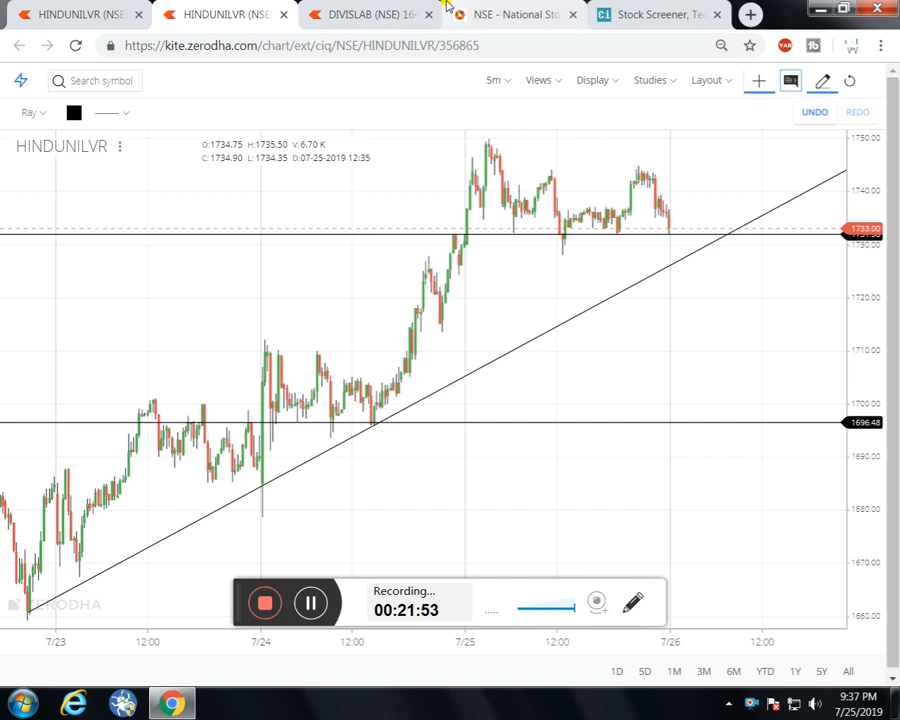 HINDUNILVR (NSE)
HINDUNILVR (NSE
DIVISLAB (NSE) 16
NSE - National Sto
Stock Screener, Tec
https://kite.zerodha.com/chart/ext/ciq/NSE/HINDUNILVR/356865
YAB
tb
Search symbol
5m
Views
Display
Studies
Layout
Ray
UNDO
REDO
HINDUNILVR
O:1734.75 H:1735.50 V:6.70 K
C: 1734.90 L: 1734.35 D:07-25-2019 12:35
1750.00
1740.00
1733.00
1730.00
1720.00
1710.00
1700.00
1696.48
1690.00
1680.00
1670.00
1660.00
ZERODHA
Recording...
00:21:53
7/23
12:00
7/24
12:00
7/25
12:00
7/26
12:00
1D
5D
1M
3M
6M
YTD
1Y
5Y
All
9:37 PM
7/25/2019